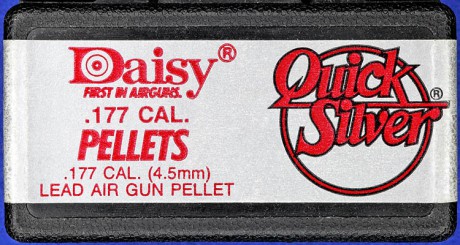 Daisy®
FIRST IN AIRGUNS.
.177 CAL.
PELLETS
.177 CAL. (4.5mm)
LEAD AIR GUN PELLET
Quick
Silver®